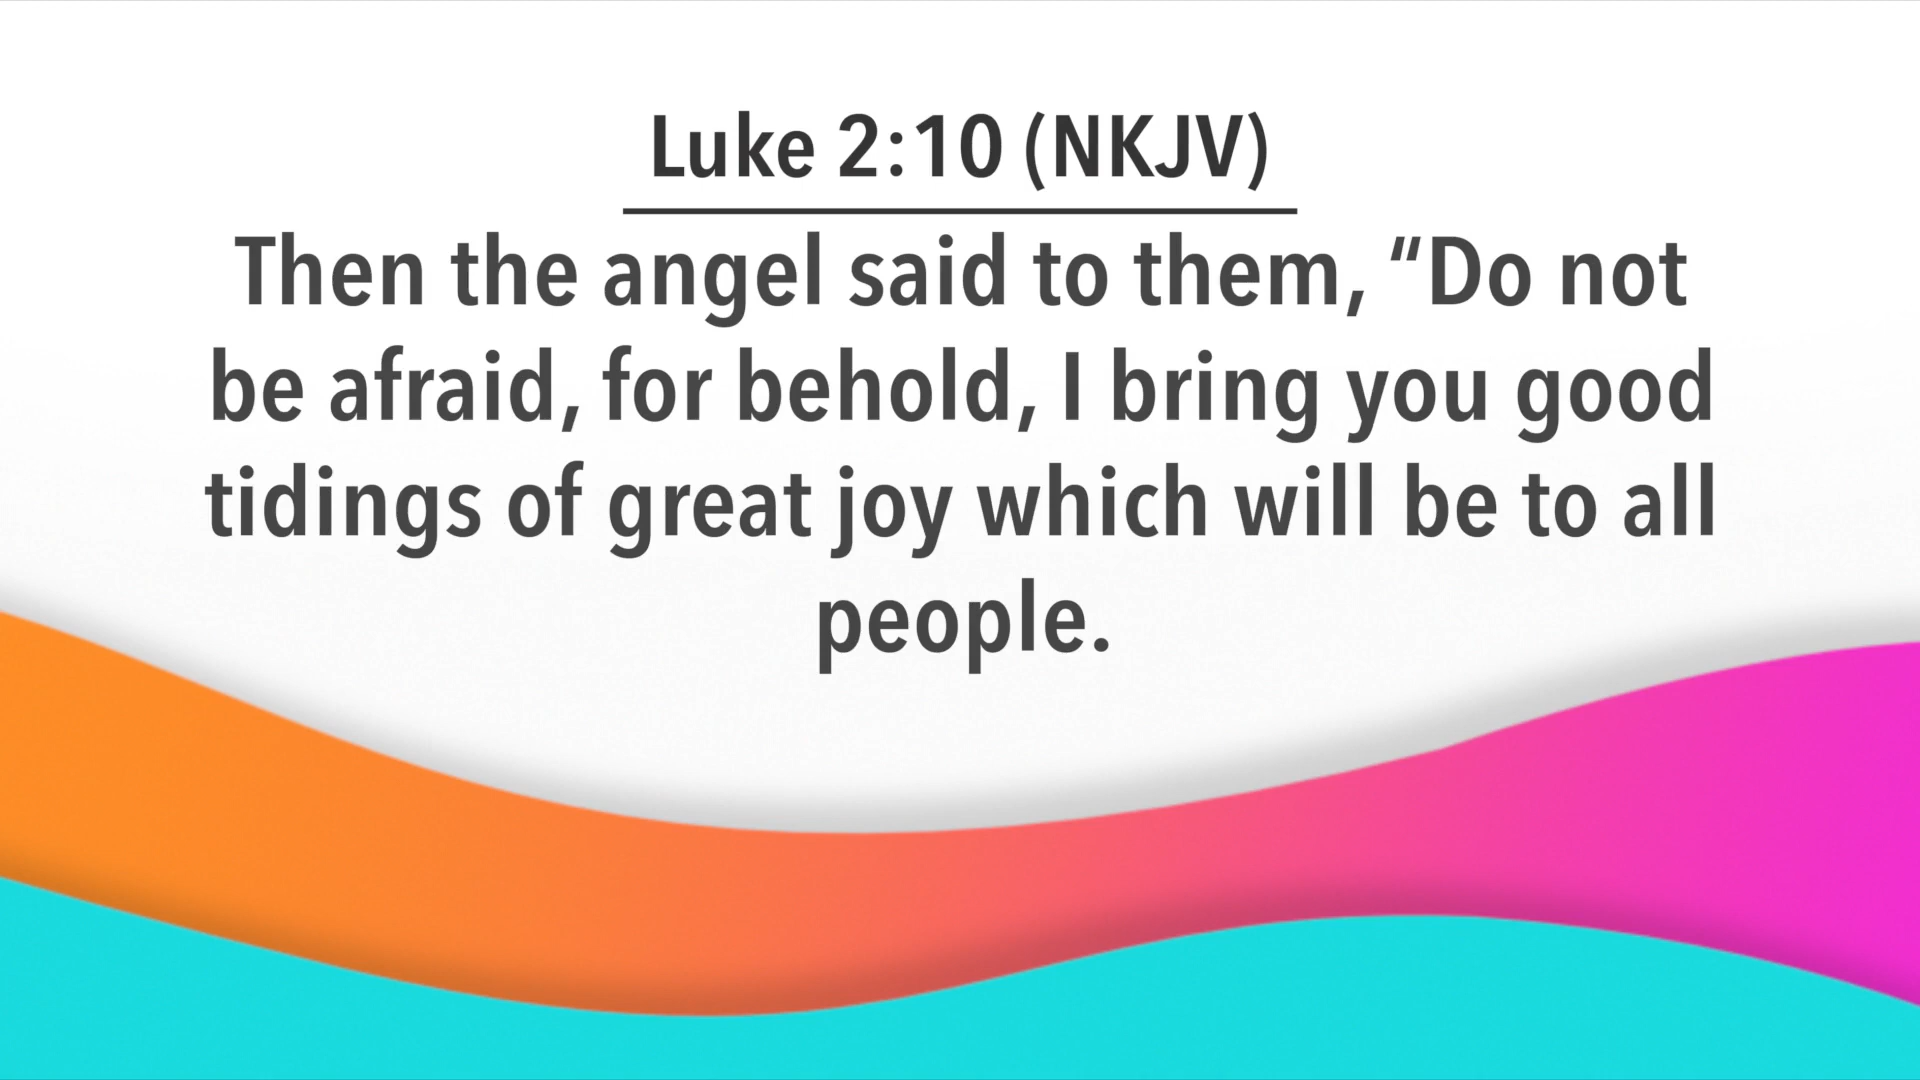 Luke 2:10 (NKJV)
Then the angel said to them, “Do not
be afraid, for behold, I bring you good
tidings of great joy which will be to all
people.